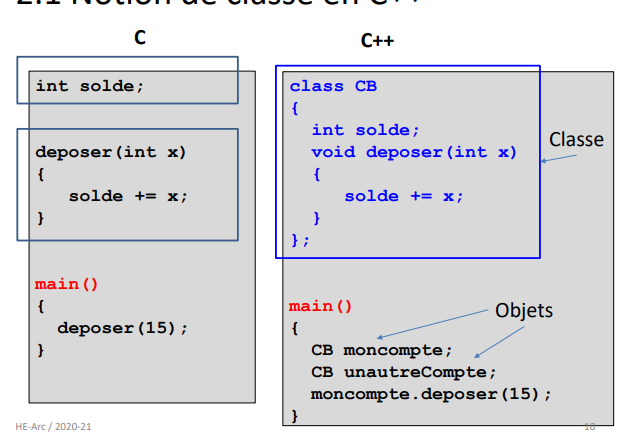 2.1 Notion de classe en C++
C
int solde;
deposer(int x)
{
solde += x;
}
main()
{
deposer(15);
}
C++
class CB
{
int solde;
void deposer(int x)
{
solde += x;
}
};
Classe
main()
{
Objets
CB moncompte;
CB unautreCompte;
moncompte.deposer(15);
}
HE-Arc / 2020-21
10